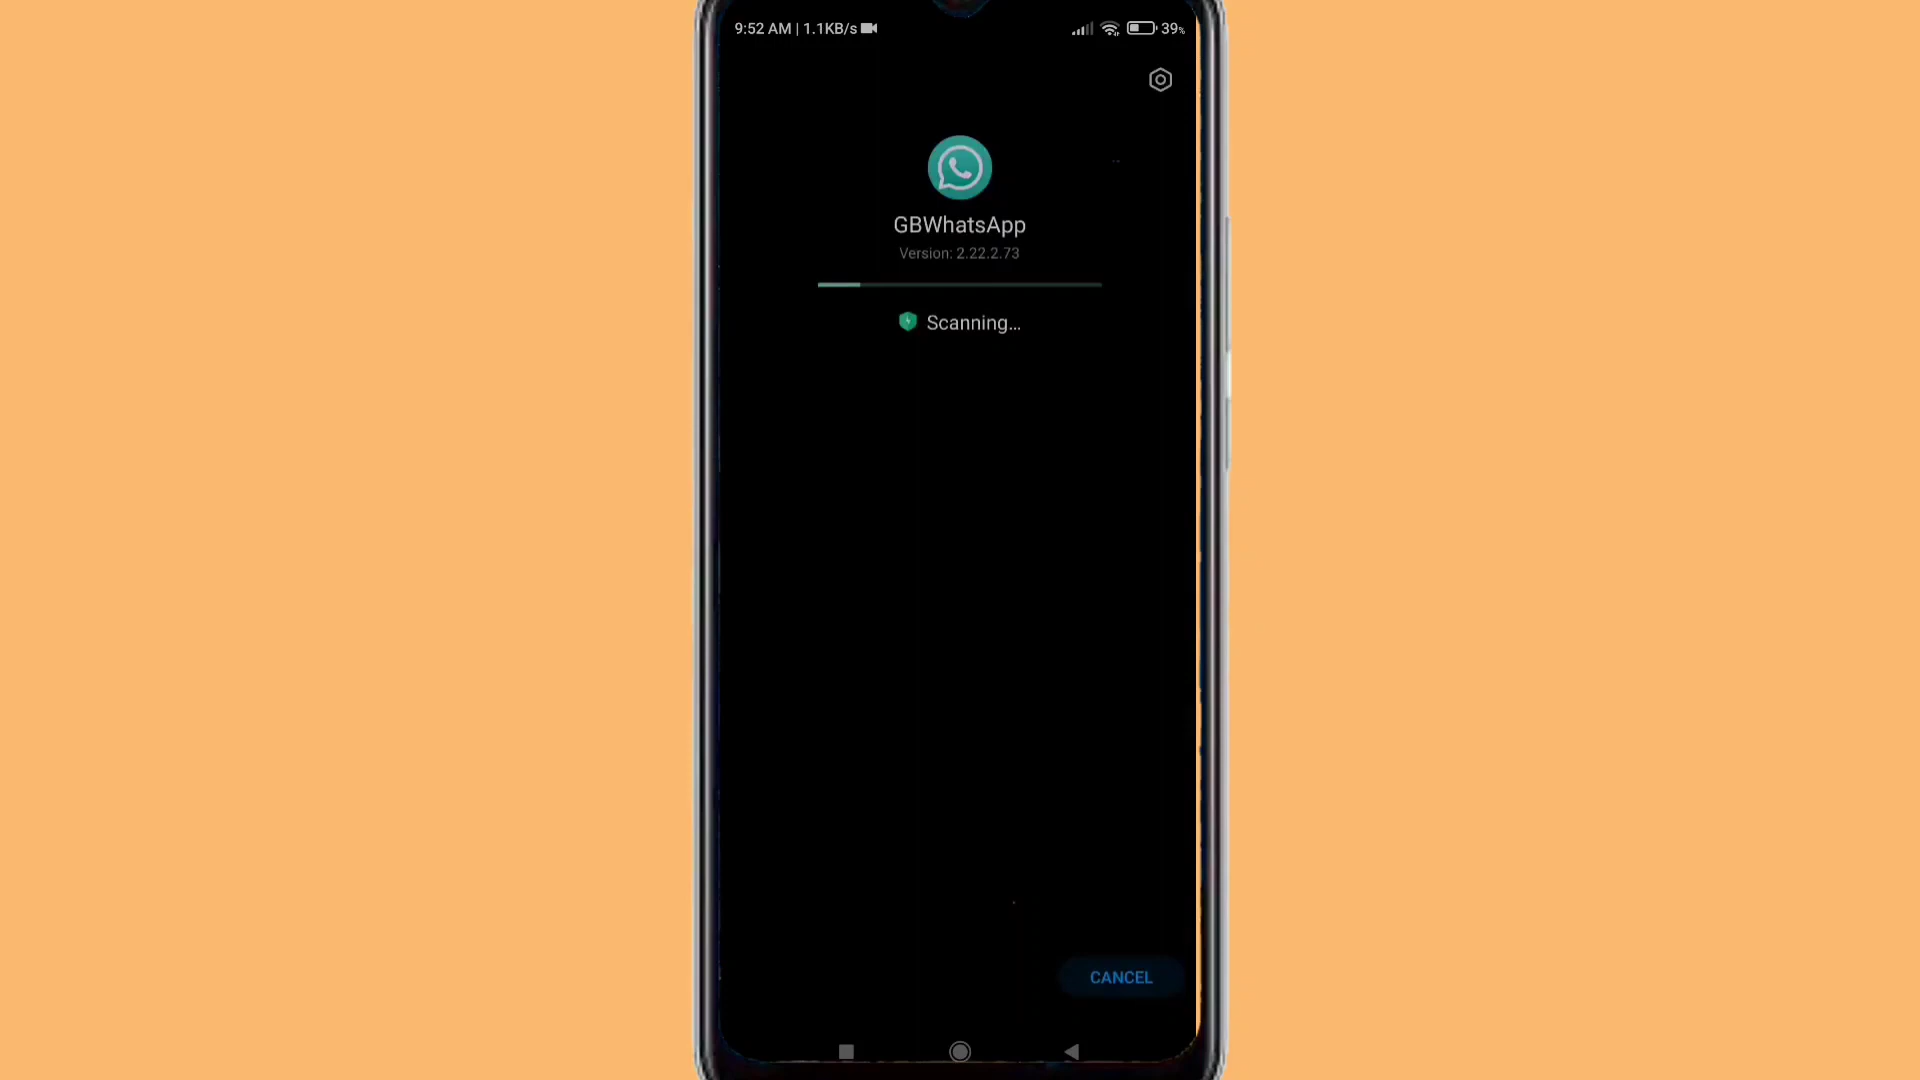 9:52 AM | 1.1KB/s 39%
GBWhatsApp
Version: 2.22.2.73
Scanning...
CANCEL